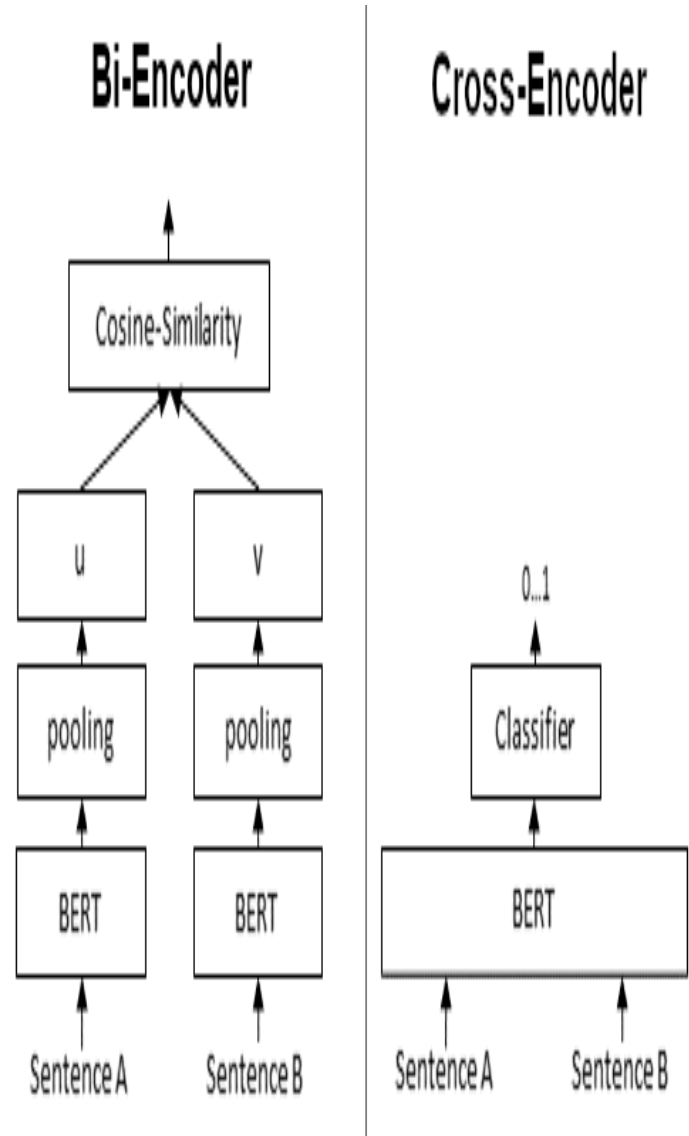 Bi-Encoder
Cosine-Similarity
u
v
pooling
pooling
BERT
BERT
Sentence A
Sentence B
Cross-Encoder
0...1
Classifier
BERT
Sentence A
Sentence B